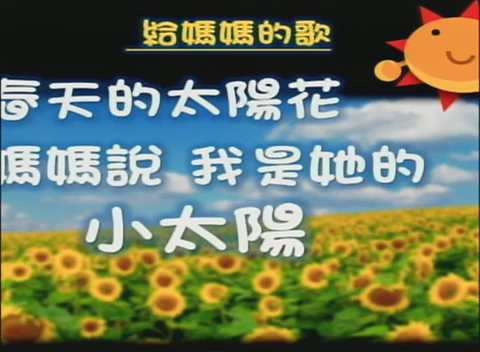 給媽媽的歌
春天的太陽花
媽媽說 我是她的
小太陽